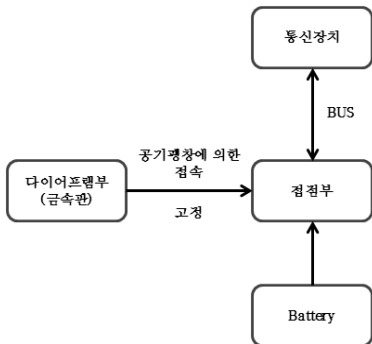 통신장치
BUS
공기팽창에 의한
접속
다이어프램부
(금속판)
고정
접점부
Battery